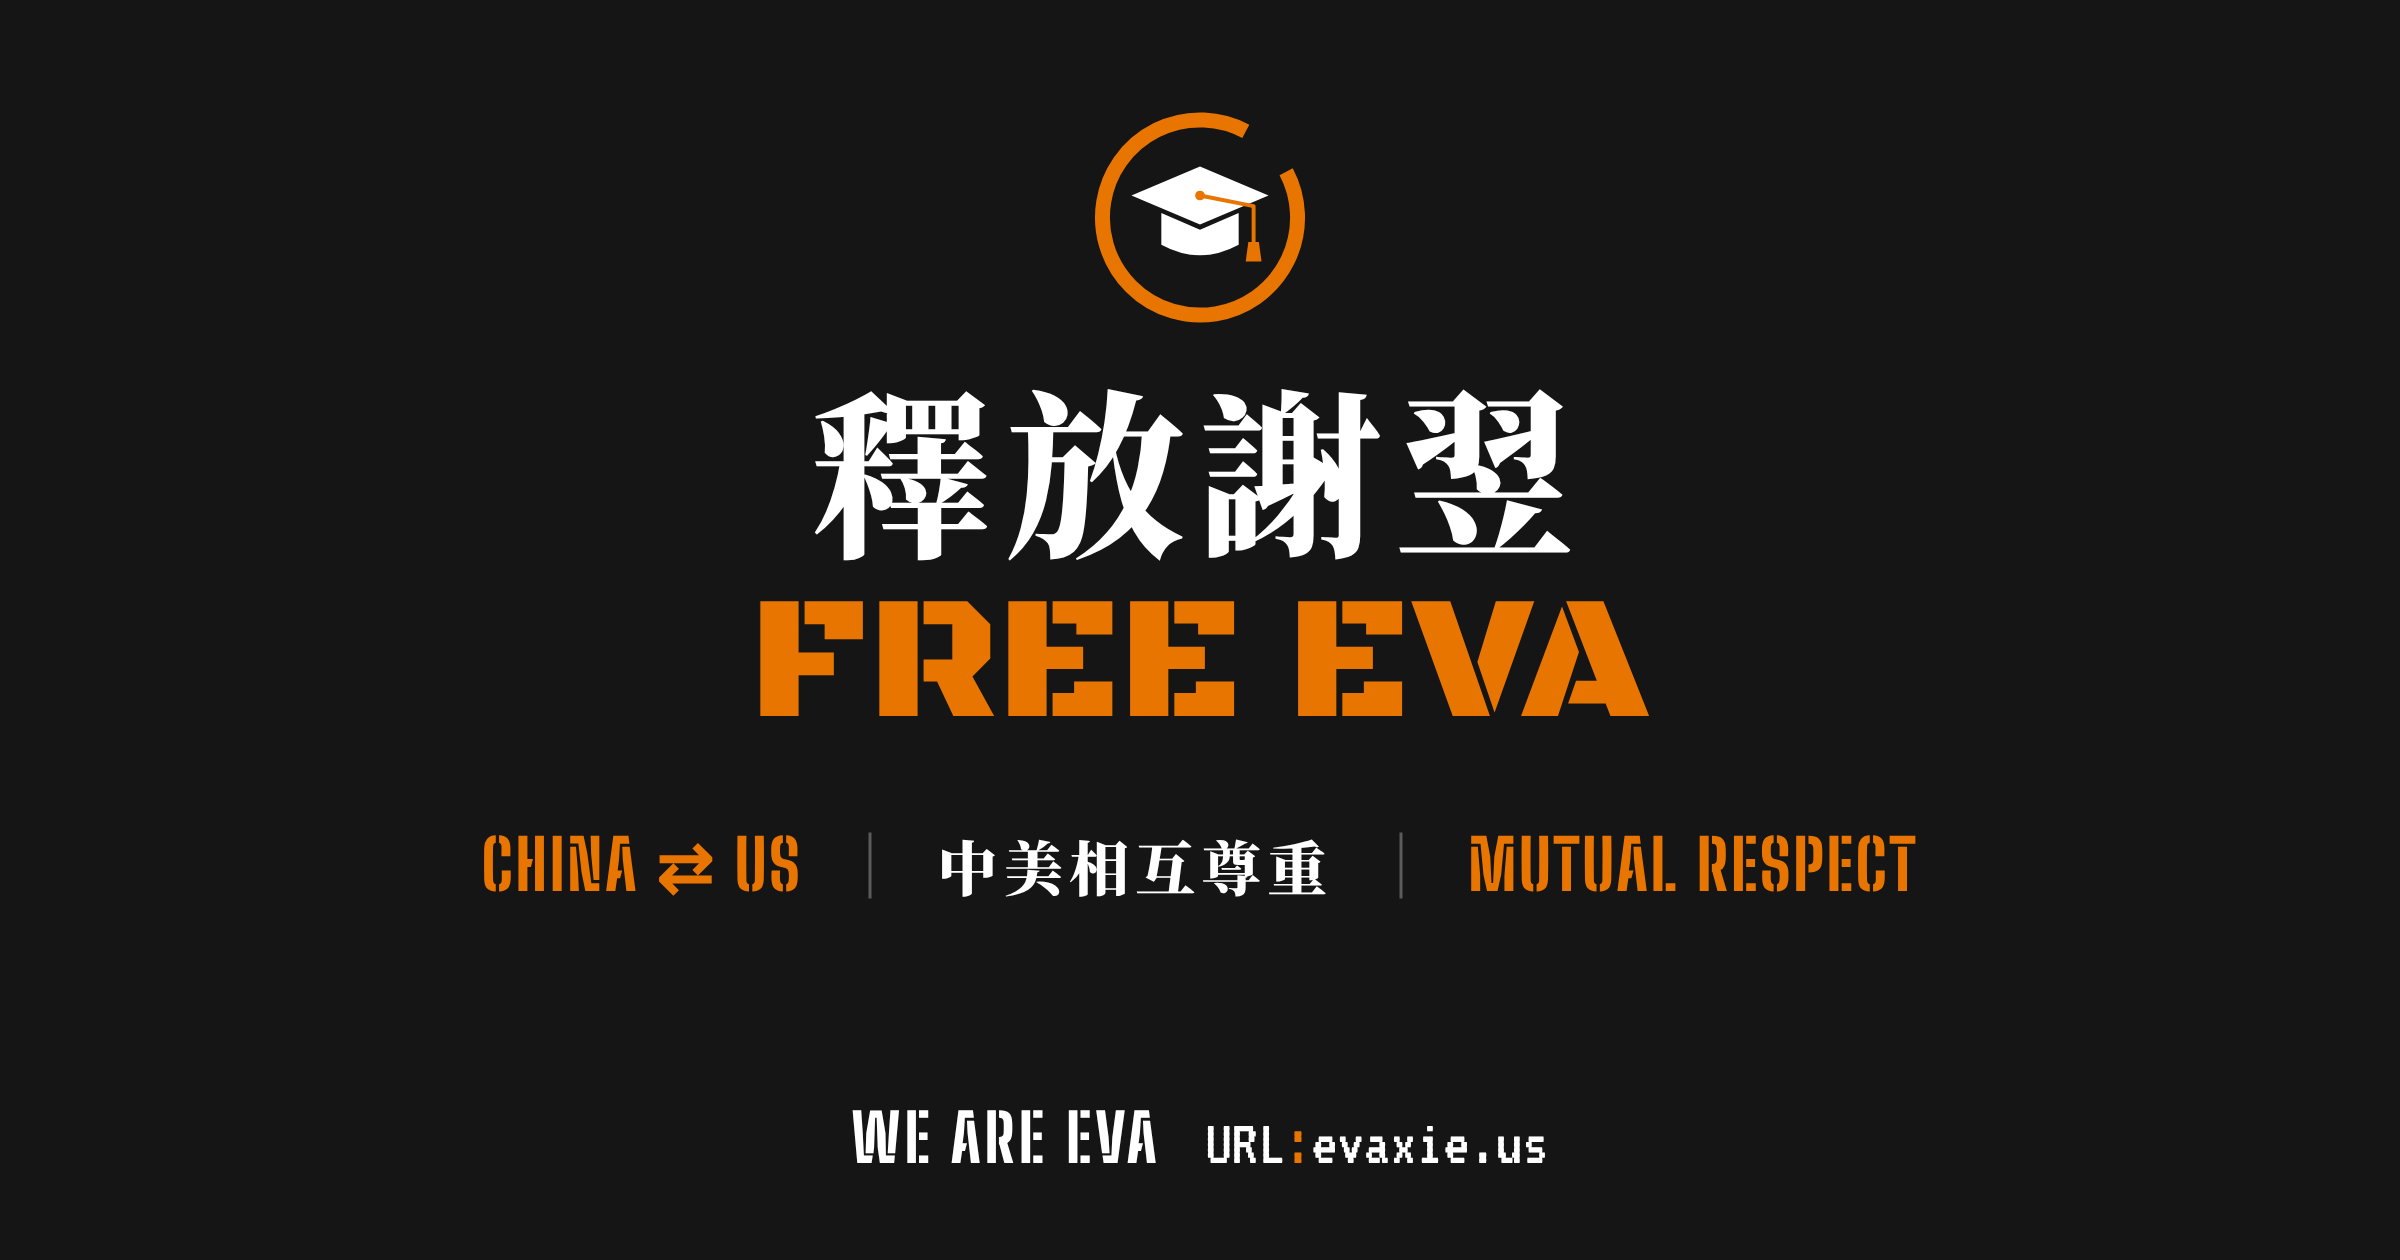 釋放謝翌
FREE EVA
CHINA ⇄ US | 中美相互尊重 | MUTUAL RESPECT
WE ARE EVA URL:evaxie.us